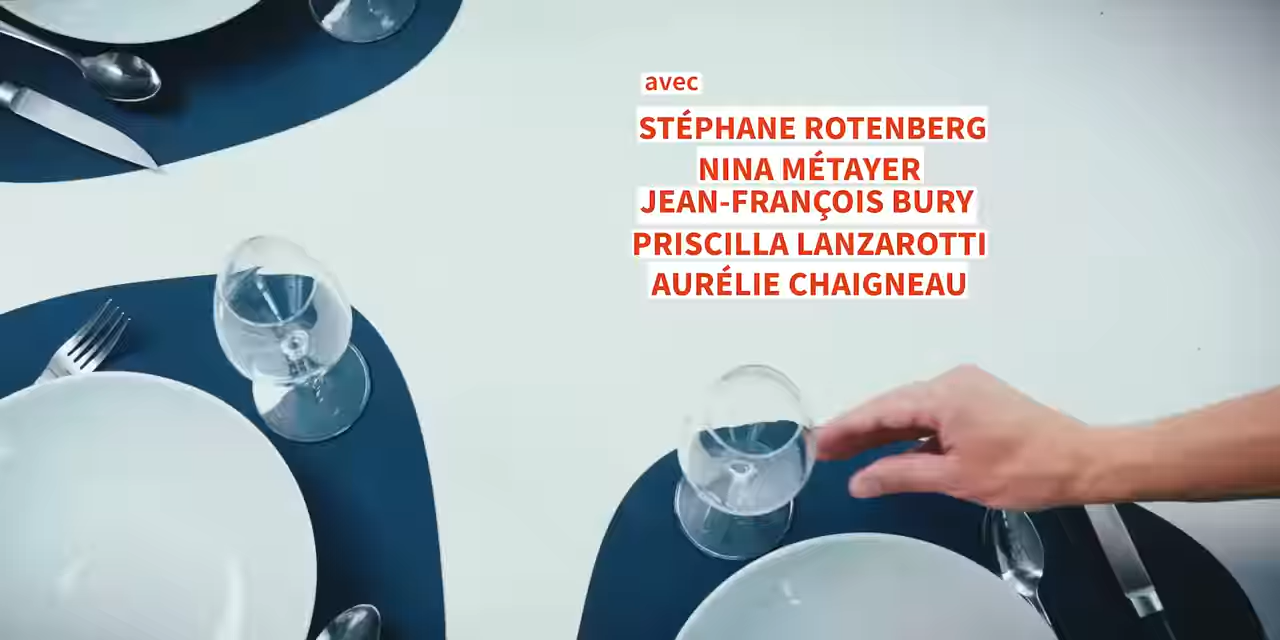 avec
STÉPHANE ROTENBERG
NINA MÉTAYER
JEAN-FRANÇOIS BURY
PRISCILLA LANZAROTTI
AURÉLIE CHAIGNEAU